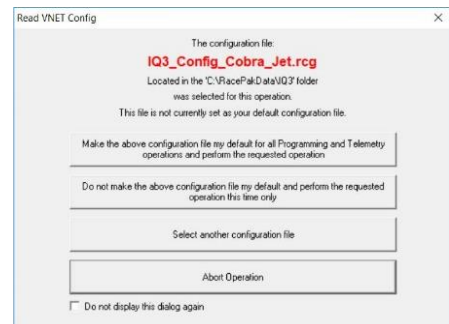 Read VNET Config
The configuration file:
IQ3_Config_Cobra_Jet.rcg
Located in the 'C:\RacePakData\IQ3' folder
was selected for this operation.
This file is not currently set as your default configuration file.
Make the above configuration file my default for all Programming and Telemetry
operations and perform the requested operation
Do not make the above configuration file my default and perform the requested
operation this time only
Select another configuration file
Abort Operation
Do not display this dialog again